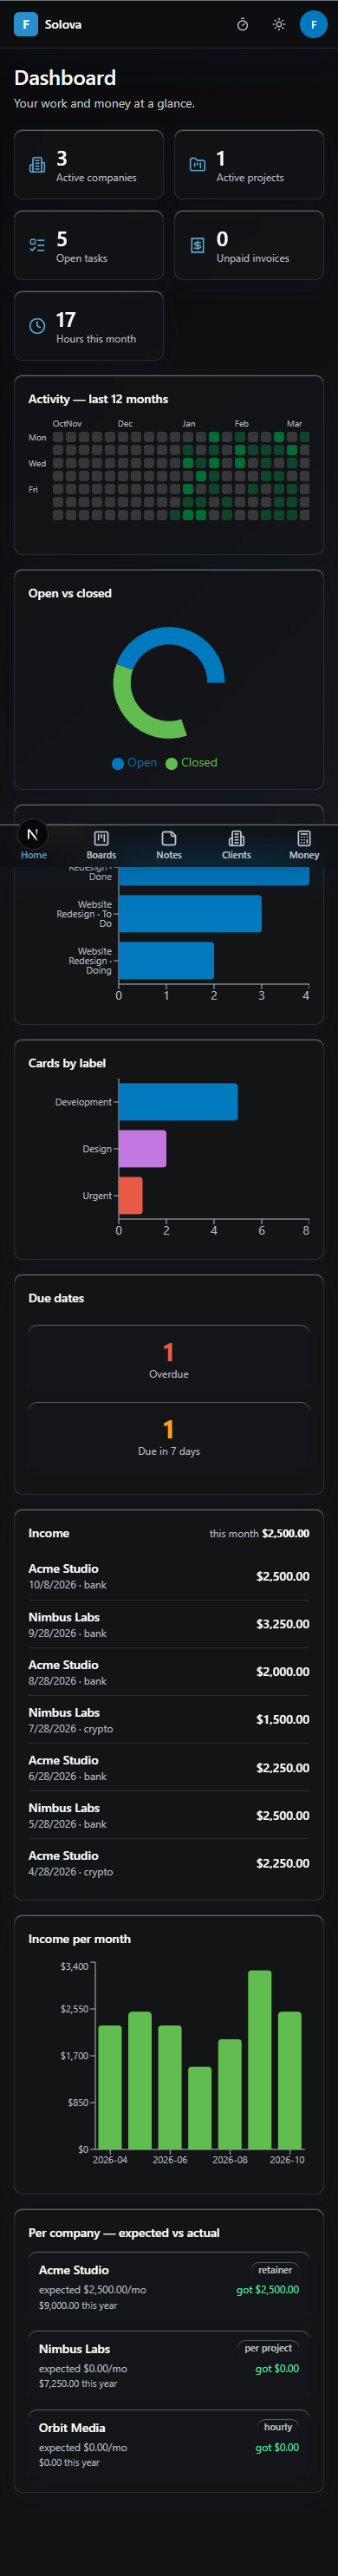 F Solova F
Dashboard
Your work and money at a glance.
3
Active companies
1
Active projects
5
Open tasks
0
Unpaid invoices
17
Hours this month
Activity — last 12 months
OctNov Dec Jan Feb Mar
Mon
Wed
Fri
Open vs closed
Open Closed
N
Home Boards Notes Clients Money
Redesign ·
Done
Website
Redesign · To
Do
Website
Redesign ·
Doing
0 1 2 3 4
Cards by label
Development
Design
Urgent
0 2 4 6 8
Due dates
1
Overdue
1
Due in 7 days
Income this month $2,500.00
Acme Studio
10/8/2026 · bank
$2,500.00
Nimbus Labs
9/28/2026 · bank
$3,250.00
Acme Studio
8/28/2026 · bank
$2,000.00
Nimbus Labs
7/28/2026 · crypto
$1,500.00
Acme Studio
6/28/2026 · bank
$2,250.00
Nimbus Labs
5/28/2026 · bank
$2,500.00
Acme Studio
4/28/2026 · crypto
$2,250.00
Income per month
$3,400
$2,550
$1,700
$850
$0
2026-04 2026-06 2026-08 2026-10
Per company — expected vs actual
Acme Studio retainer
expected $2,500.00/mo got $2,500.00
$9,000.00 this year
Nimbus Labs per project
expected $0.00/mo got $0.00
$7,250.00 this year
Orbit Media hourly
expected $0.00/mo got $0.00
$0.00 this year